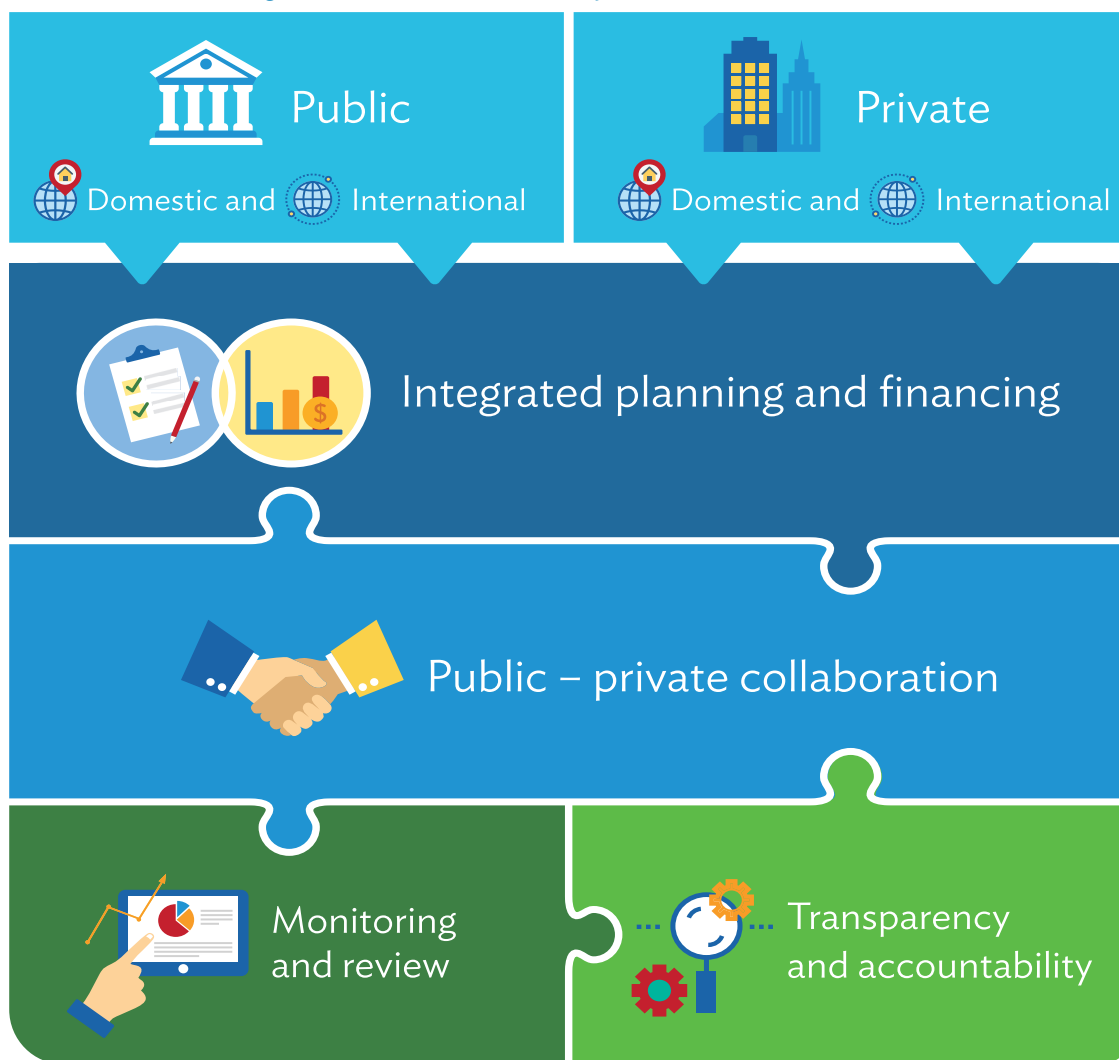 Public
Private
Domestic and International
Domestic and International
Integrated planning and financing
$
Public – private collaboration
Monitoring
and review
Transparency
and accountability